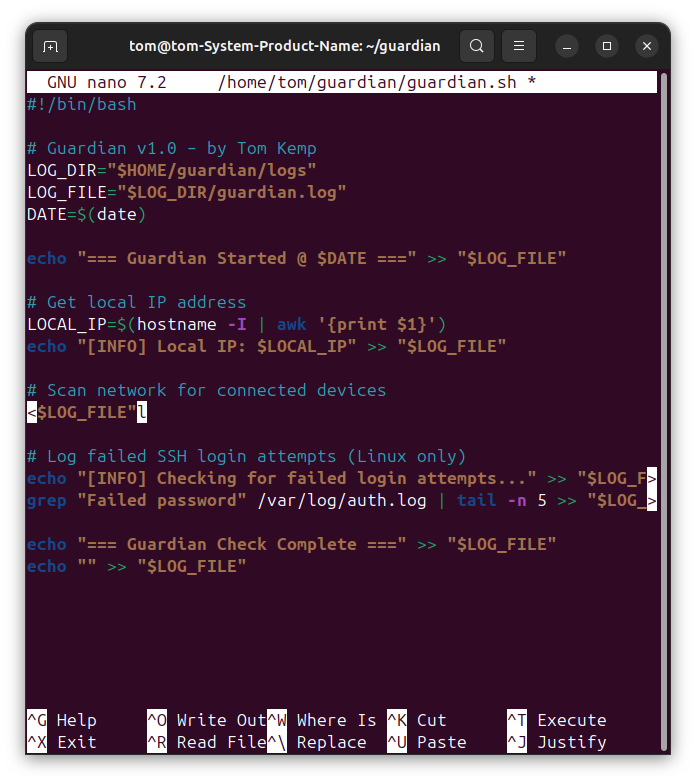 tom@tom-System-Product-Name: ~/guardian
GNU nano 7.2 /home/tom/guardian/guardian.sh *
#!/bin/bash
# Guardian v1.0 – by Tom Kemp
LOG_DIR="$HOME/guardian/logs"
LOG_FILE="$LOG_DIR/guardian.log"
DATE=$(date)
echo "=== Guardian Started @ $DATE ===" >> "$LOG_FILE"
# Get local IP address
LOCAL_IP=$(hostname -I | awk '{print $1}')
echo "[INFO] Local IP: $LOCAL_IP" >> "$LOG_FILE"
# Scan network for connected devices
<$LOG_FILE"l
# Log failed SSH login attempts (Linux only)
echo "[INFO] Checking for failed login attempts..." >> "$LOG_F>
grep "Failed password" /var/log/auth.log | tail -n 5 >> "$LOG_>
echo "=== Guardian Check Complete ===" >> "$LOG_FILE"
echo "" >> "$LOG_FILE"
^G Help ^O Write Out ^W Where Is ^K Cut ^T Execute
^X Exit ^R Read File ^\ Replace ^U Paste ^J Justify